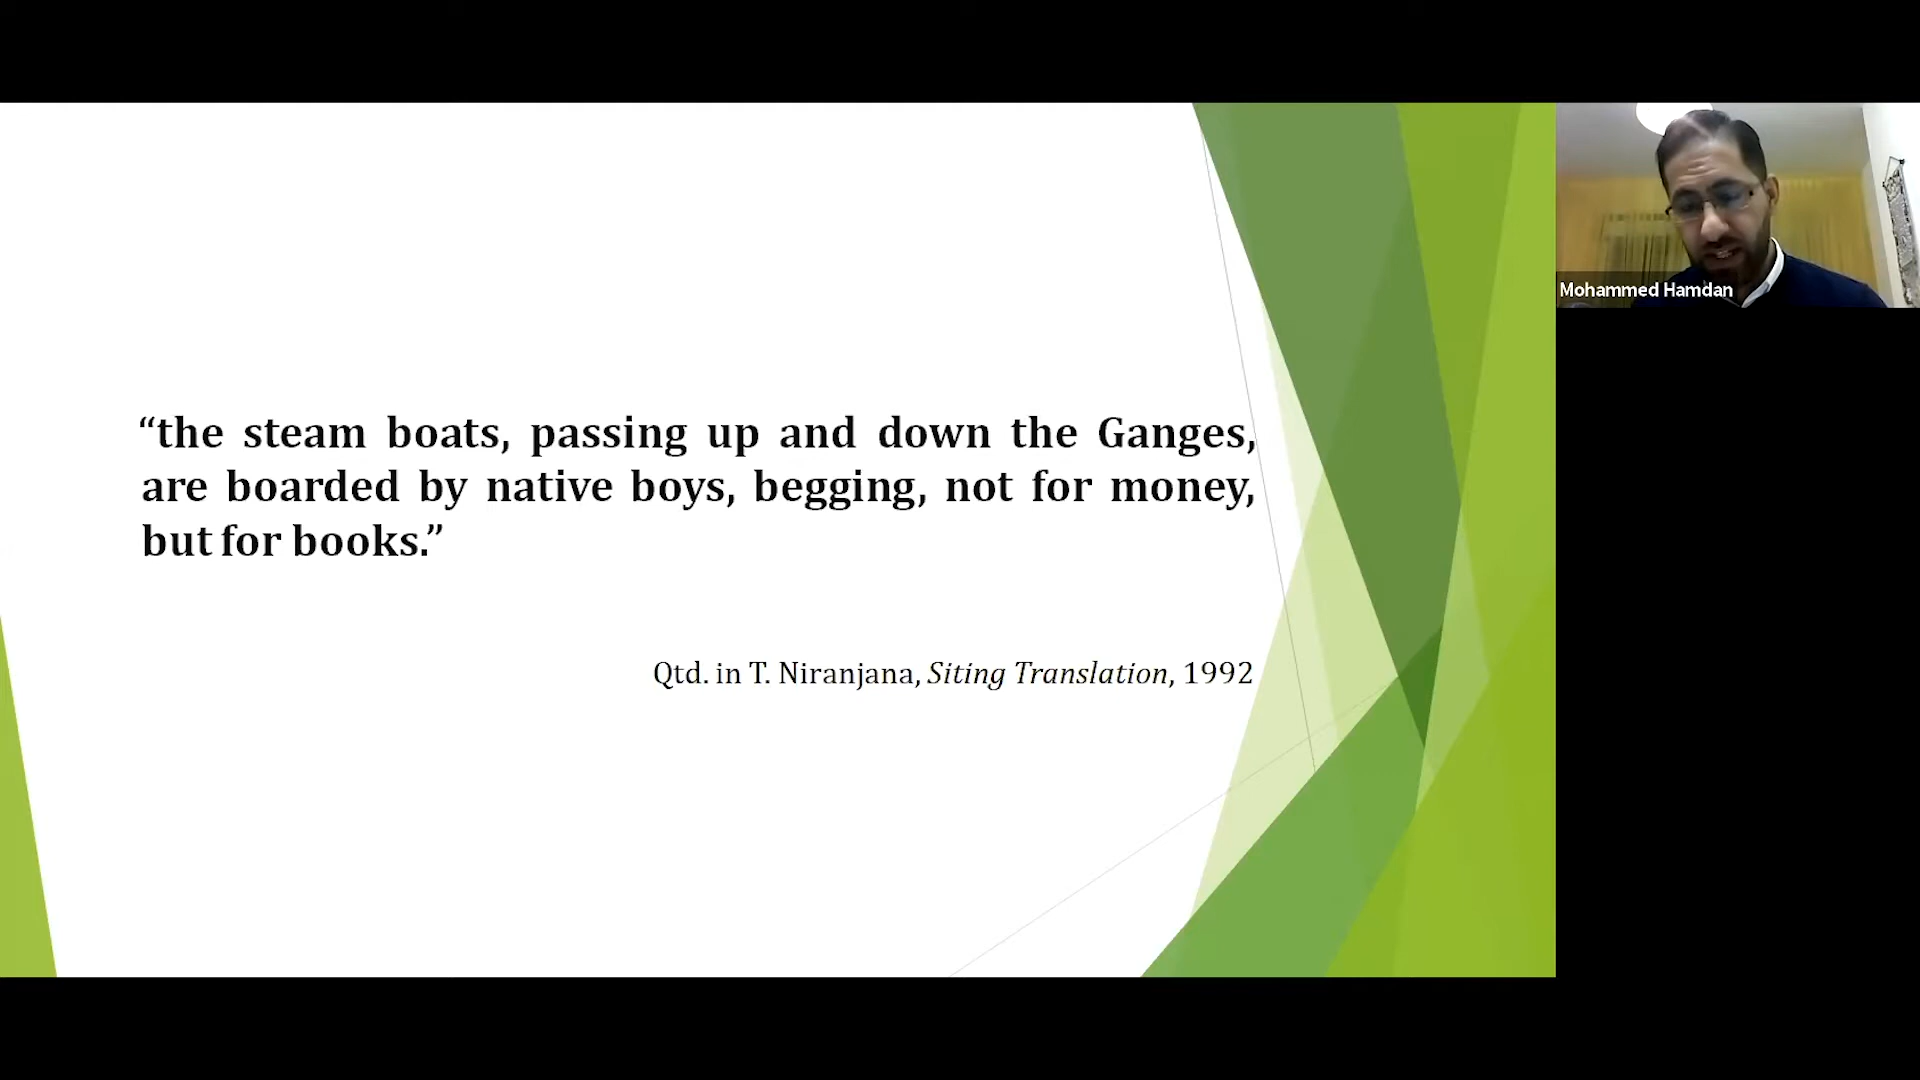 “the steam boats, passing up and down the Ganges,
are boarded by native boys, begging, not for money,
but for books.”
Qtd. in T. Niranjana, Siting Translation, 1992
Mohammed Hamdan